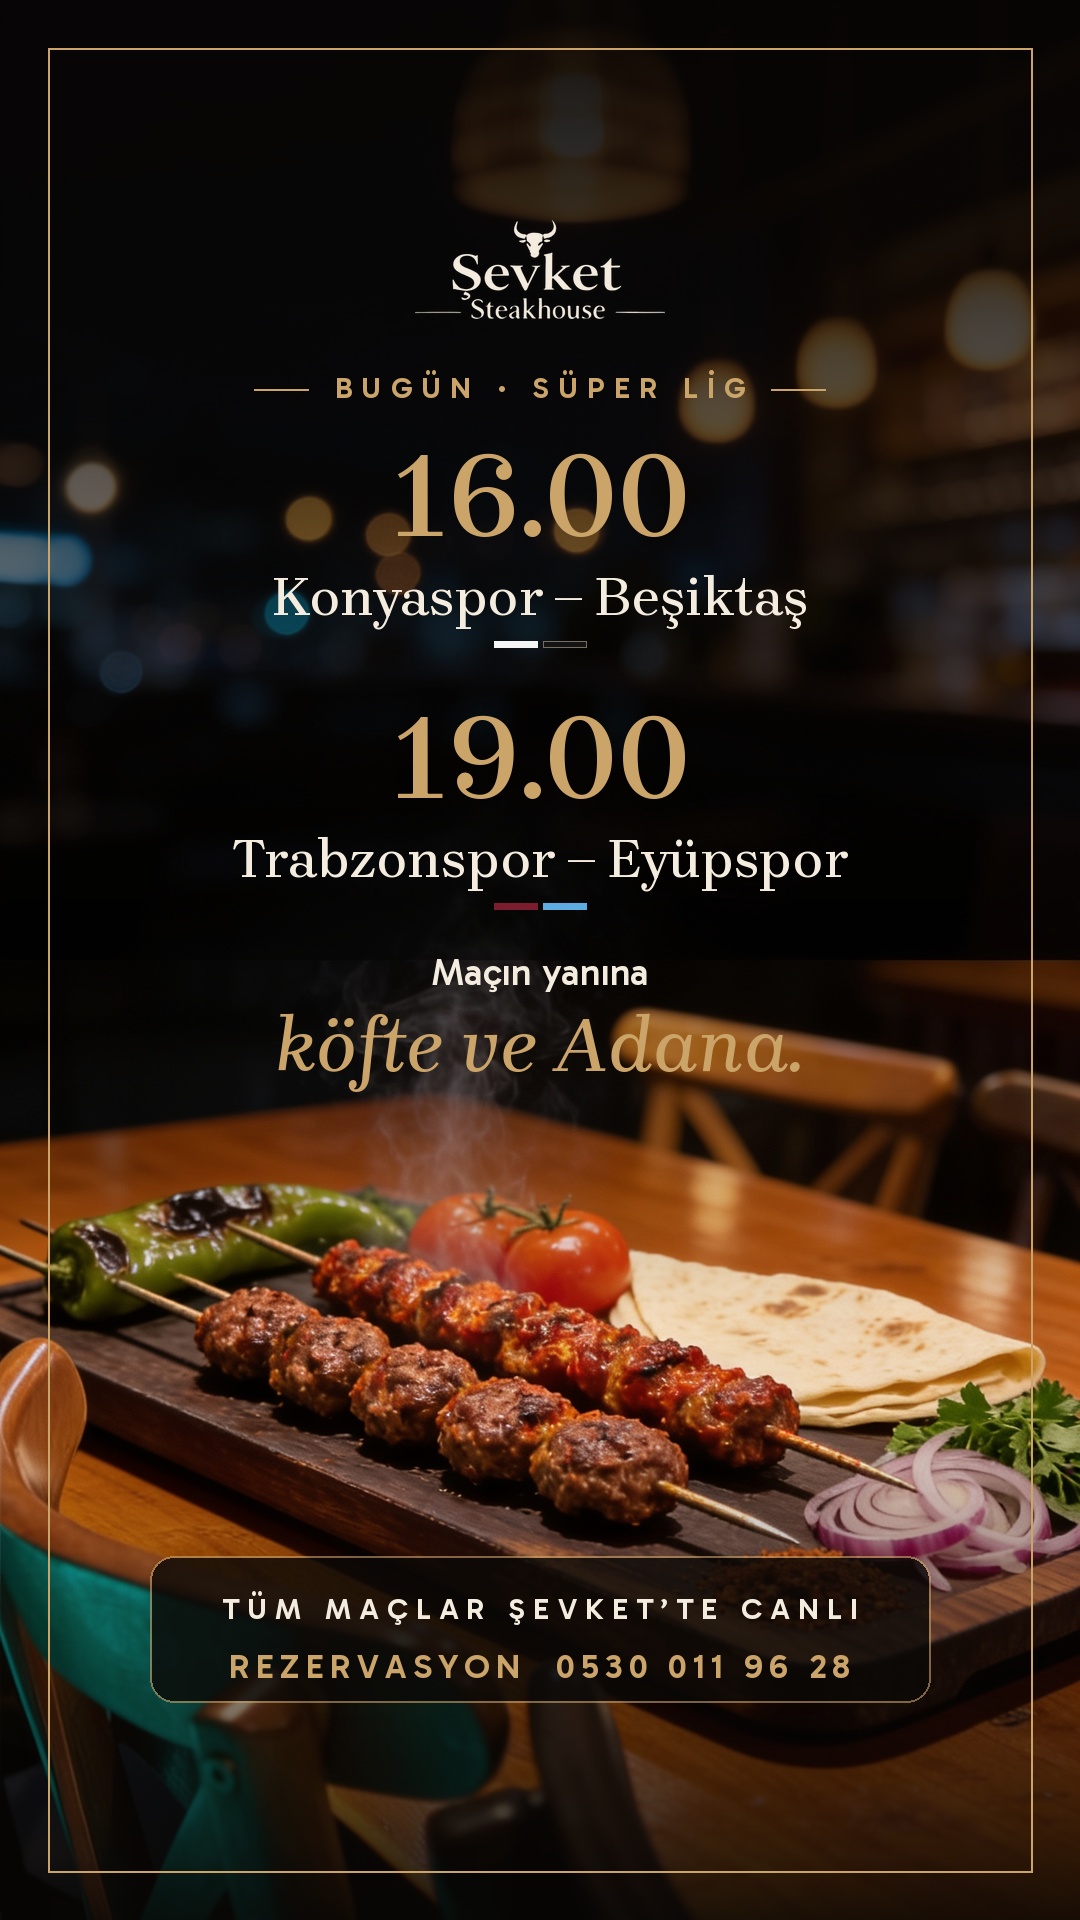 Şevket
Steakhouse
BUGÜN · SÜPER LİG
16.00
Konyaspor – Beşiktaş
19.00
Trabzonspor – Eyüpspor
Maçın yanına
köfte ve Adana.
TÜM MAÇLAR ŞEVKET’TE CANLI
REZERVASYON 0530 011 96 28